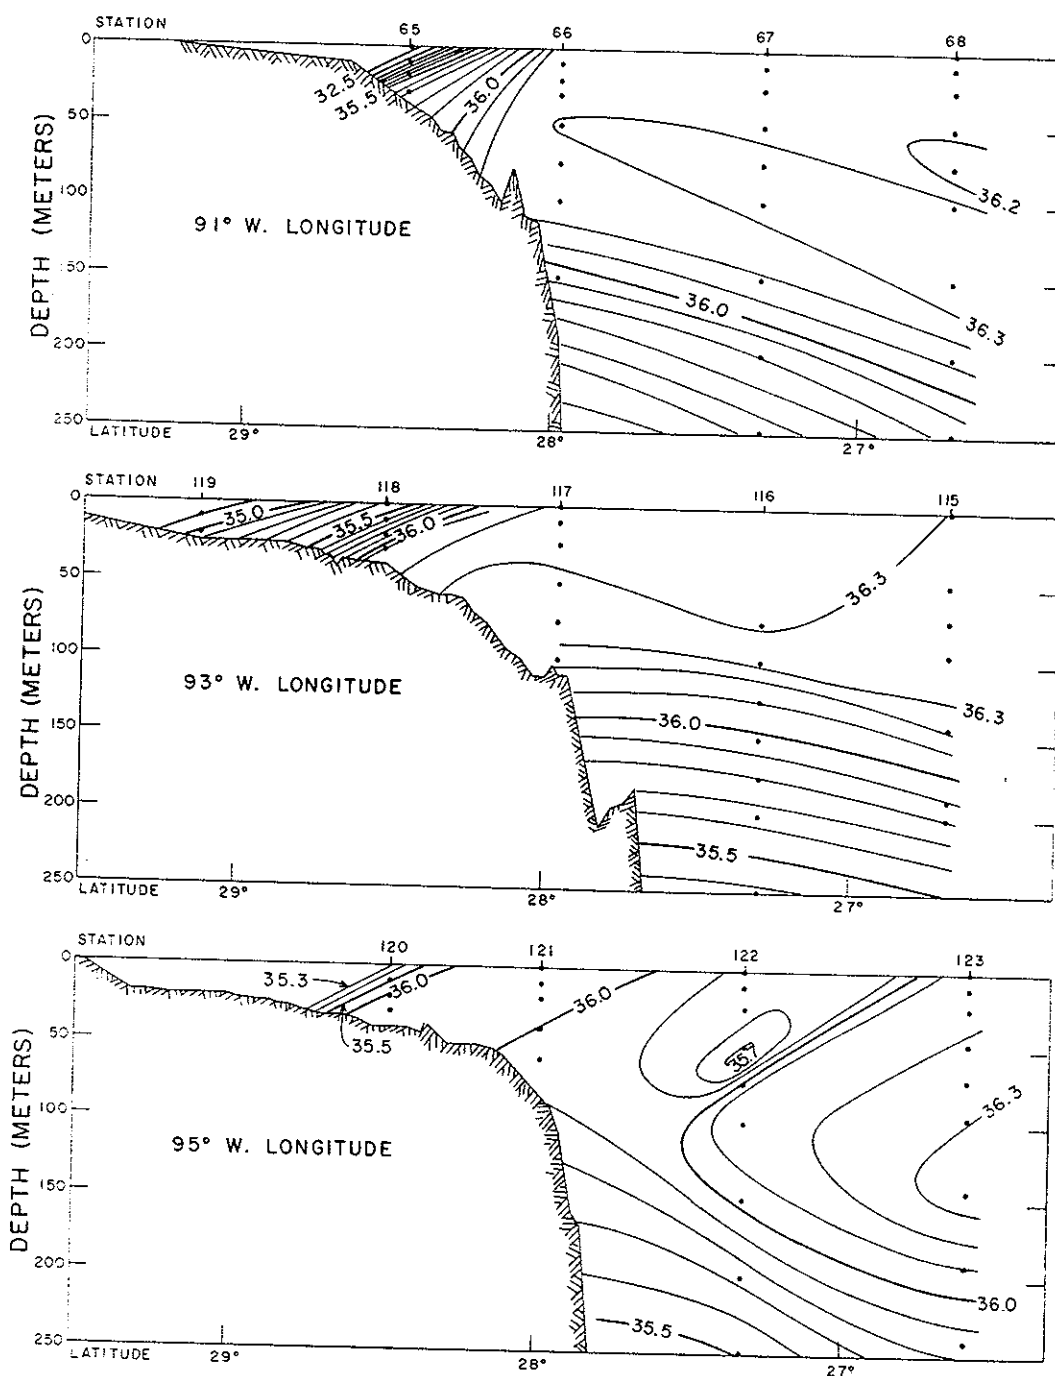 STATION
65 66 67 68
0
50
100
150
200
250
DEPTH (METERS)
32.5
35.5
36.0
36.2
91° W. LONGITUDE
36.0
36.3
LATITUDE
29° 28° 27°
STATION
119 118 117 116 115
0
50
100
150
200
250
DEPTH (METERS)
35.0
35.5
36.0
36.3
93° W. LONGITUDE
36.3
36.0
35.5
LATITUDE
29° 28° 27°
STATION
120 121 122 123
0
50
100
150
200
250
DEPTH (METERS)
35.3
36.0
36.0
35.5
35.7
36.3
95° W. LONGITUDE
36.0
35.5
LATITUDE
29° 28° 27°